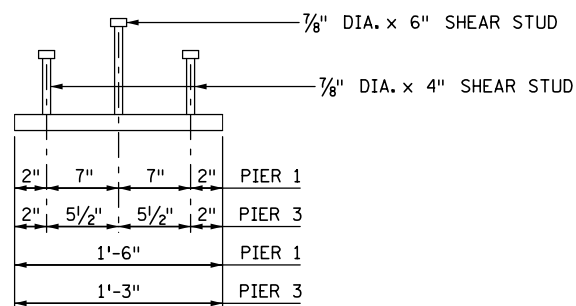 ⅞" DIA. x 6" SHEAR STUD
⅞" DIA. x 4" SHEAR STUD
2" 7" 7" 2" PIER 1
2" 5½" 5½" 2" PIER 3
1'-6" PIER 1
1'-3" PIER 3